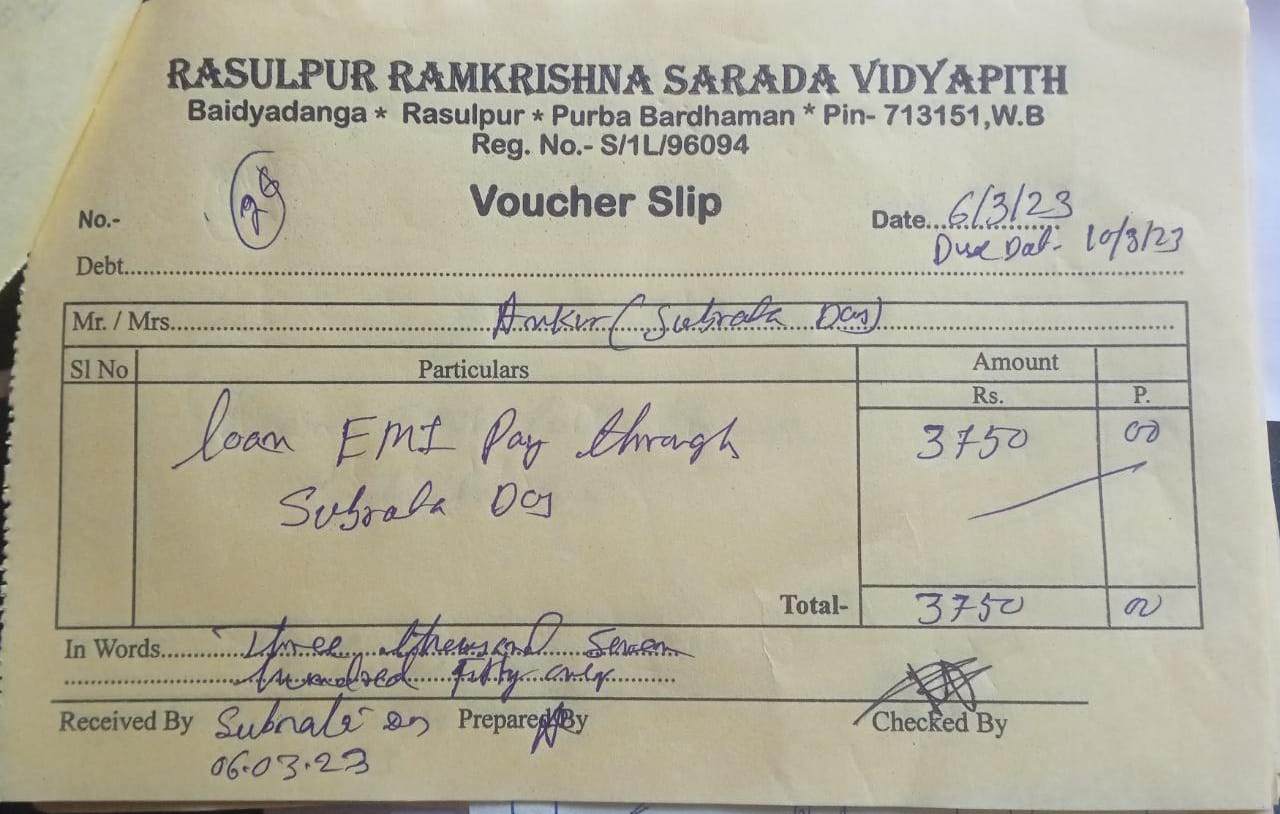 RASULPUR RAMKRISHNA SARADA VIDYAPITH
Baidyadanga * Rasulpur * Purba Bardhaman * Pin- 713151,W.B
Reg. No.- S/1L/96094
Voucher Slip
No.-
Date... 6/3/23
Due Dat- 10/3/23
Debt
Mr. / Mrs. Ankur (Subrata Das)
Sl No Particulars Amount
Rs. P.
loan EMI Pay through 3750 00
Subrata Das
Total- 3750 00
In Words Three thousand Seven
hundred Fifty only
Received By Subrata Das Prepared By Checked By
06.03.23